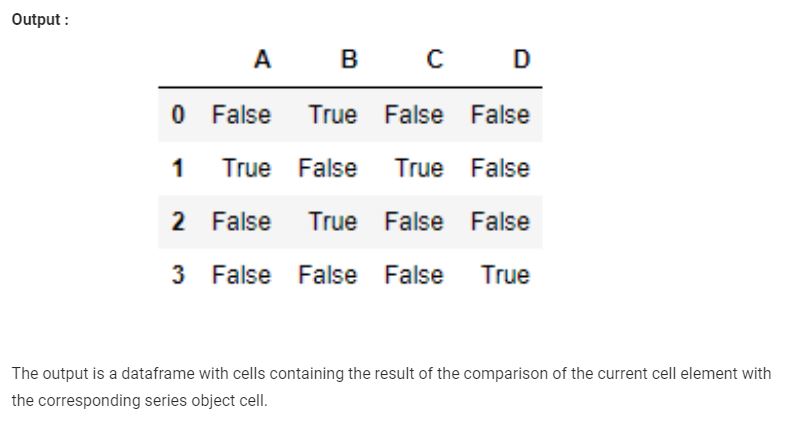 Output :
A B C D
0 False True False False
1 True False True False
2 False True False False
3 False False False True
The output is a dataframe with cells containing the result of the comparison of the current cell element with
the corresponding series object cell.